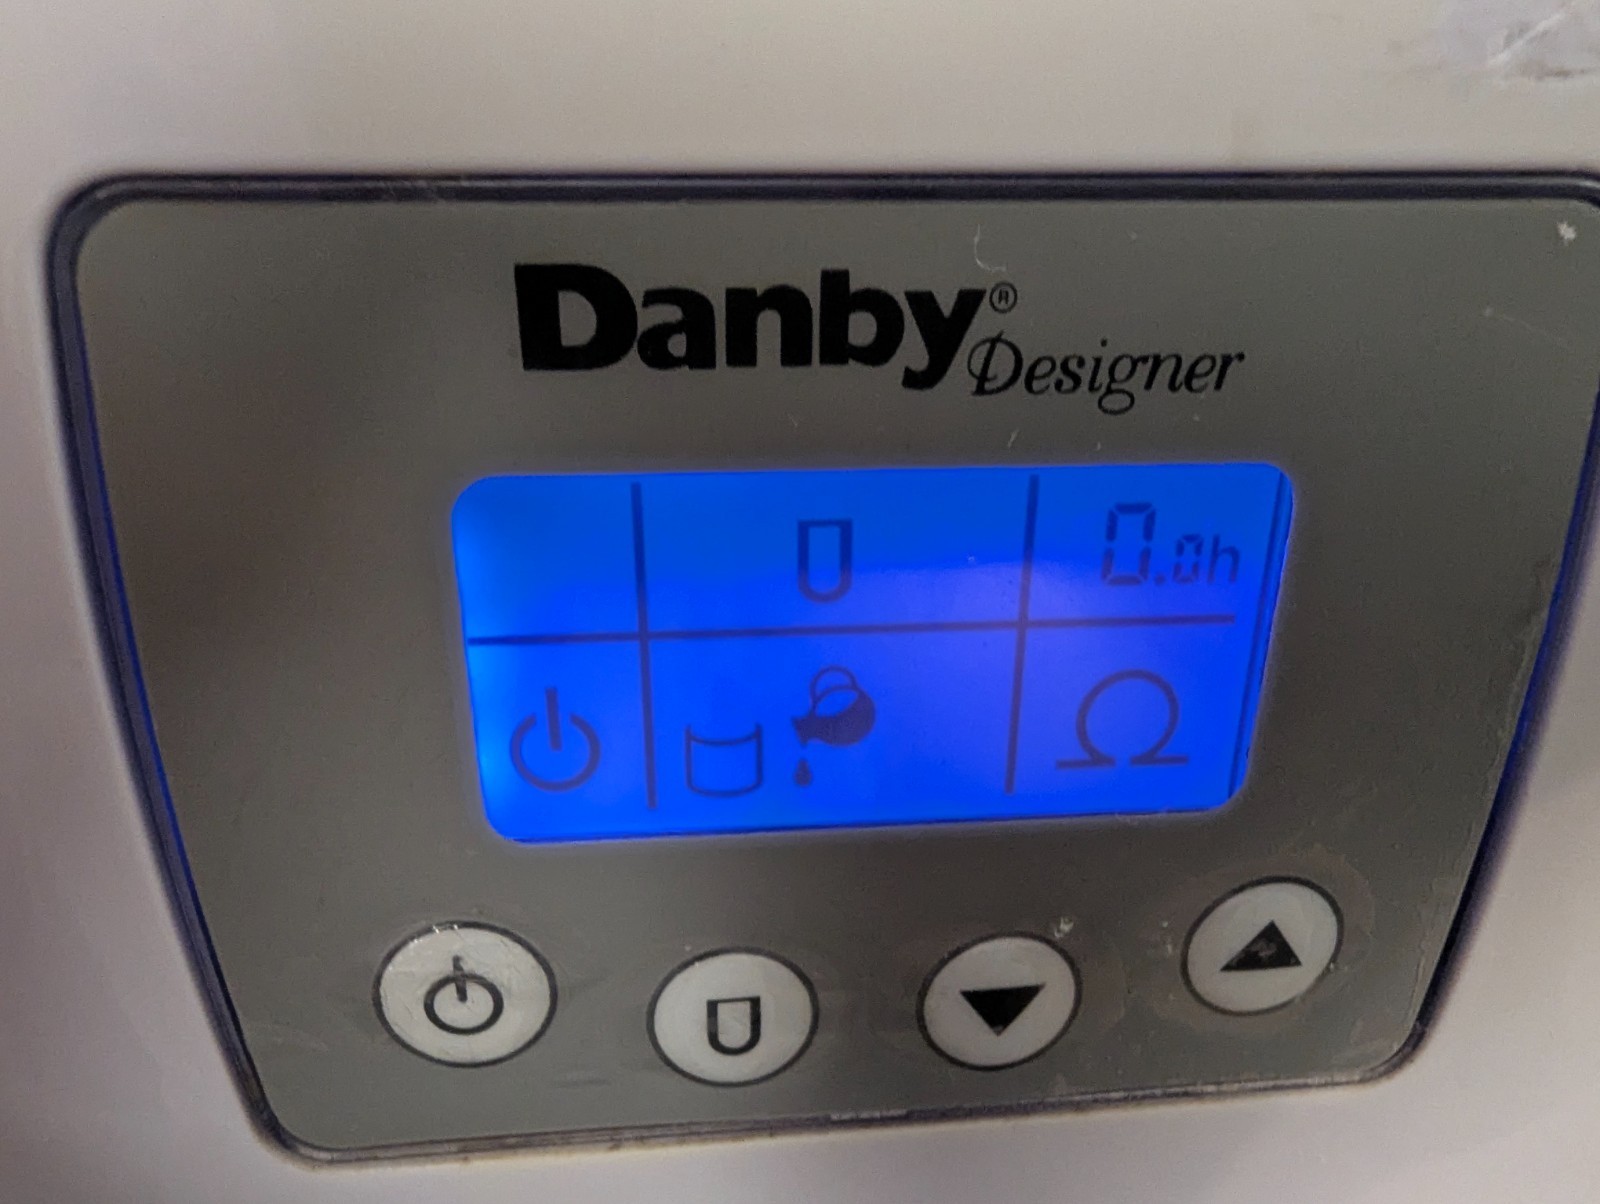 Danby® Designer
0.0h
Ω